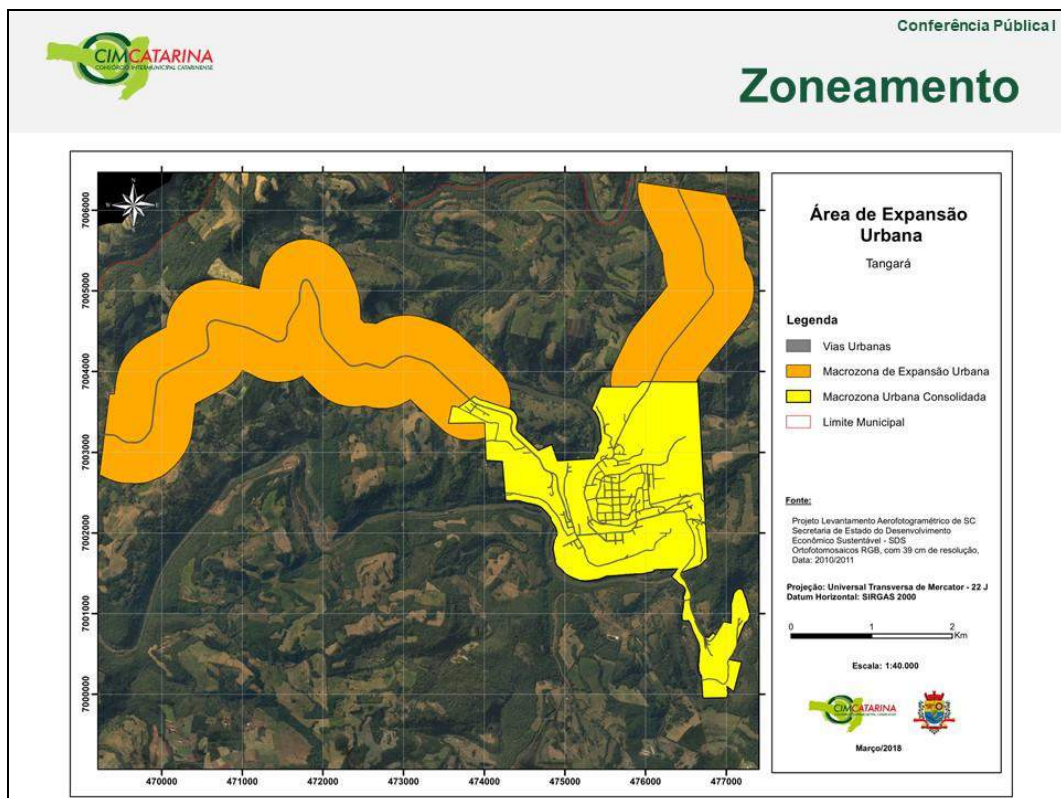 Conferência Pública I
CIMCATARINA
CONSÓRCIO INTERMUNICIPAL CATARINENSE
Zoneamento
N
7006000
7005000
7004000
7003000
7002000
7001000
7000000
470000
471000
472000
473000
474000
475000
476000
477000
Área de Expansão
Urbana
Tangará
Legenda
Vias Urbanas
Macrozona de Expansão Urbana
Macrozona Urbana Consolidada
Limite Municipal
Fonte:
Projeto Levantamento Aerofotogramétrico de SC
Secretaria de Estado do Desenvolvimento
Econômico Sustentável - SDS
Ortofotomosaicos RGB, com 39 cm de resolução,
Data: 2010/2011
Projeção: Universal Transversa de Mercator - 22 J
Datum Horizontal: SIRGAS 2000
0 1 2
Km
Escala: 1:40.000
CIMCATARINA
Março/2018